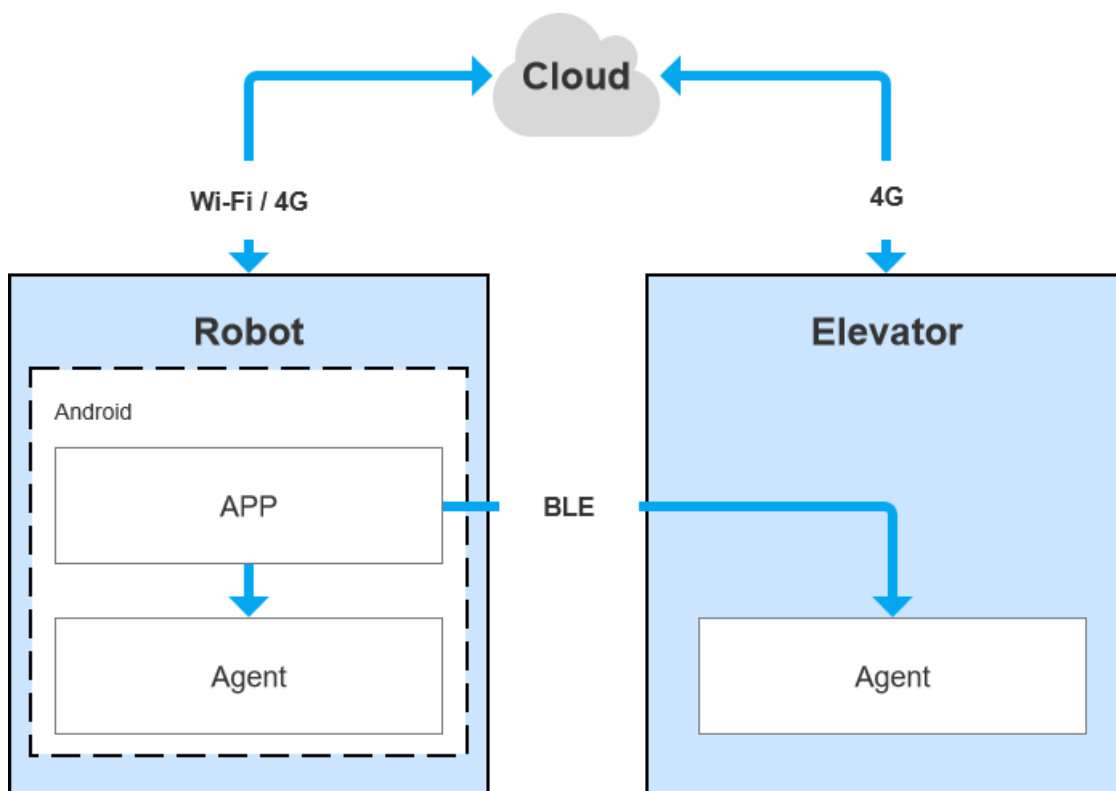 Cloud
Wi-Fi / 4G
4G
Robot
Elevator
Android
APP
BLE
Agent
Agent